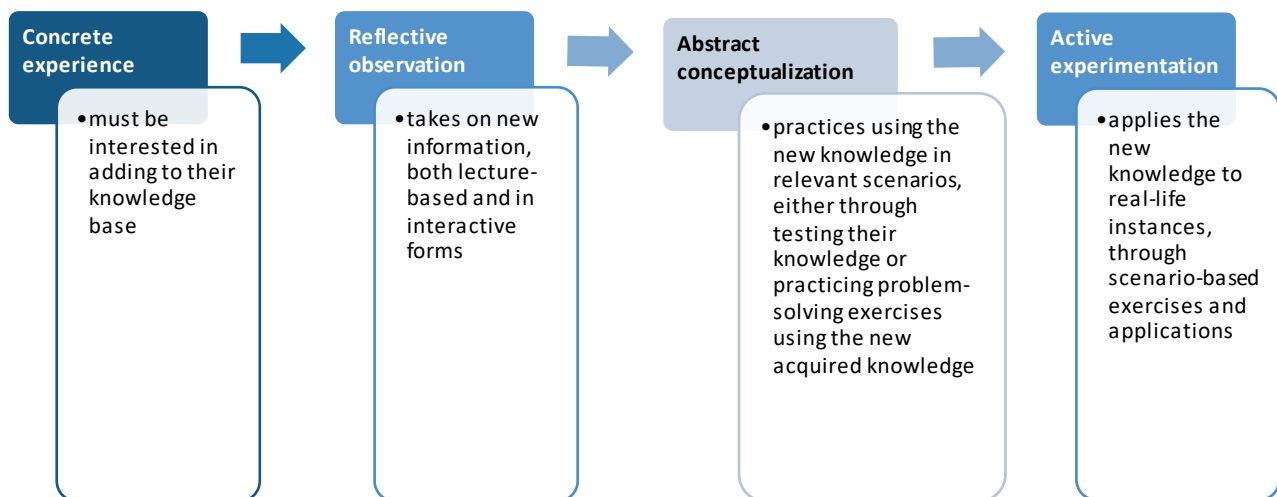 Concrete
experience
•must be
interested in
adding to their
knowledge
base
Reflective
observation
•takes on new
information,
both lecture-
based and in
interactive
forms
Abstract
conceptualization
•practices using the
new knowledge in
relevant scenarios,
either through
testing their
knowledge or
practicing problem-
solving exercises
using the new
acquired knowledge
Active
experimentation
•applies the
new
knowledge to
real-life
instances,
through
scenario-based
exercises and
applications